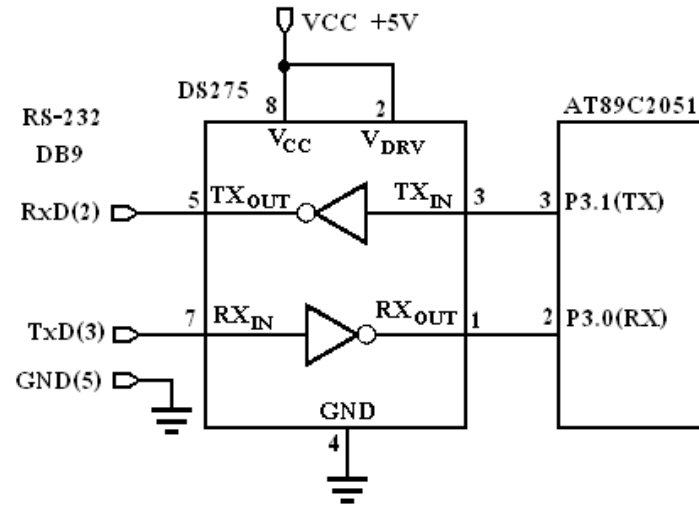 VCC +5V
DS275
8
2
AT89C2051
RS-232
DB9
VCC
VDRV
RxD(2)
5
TXOUT
TXIN
3
3
P3.1(TX)
TxD(3)
7
RXIN
RXOUT
1
2
P3.0(RX)
GND(5)
GND
4